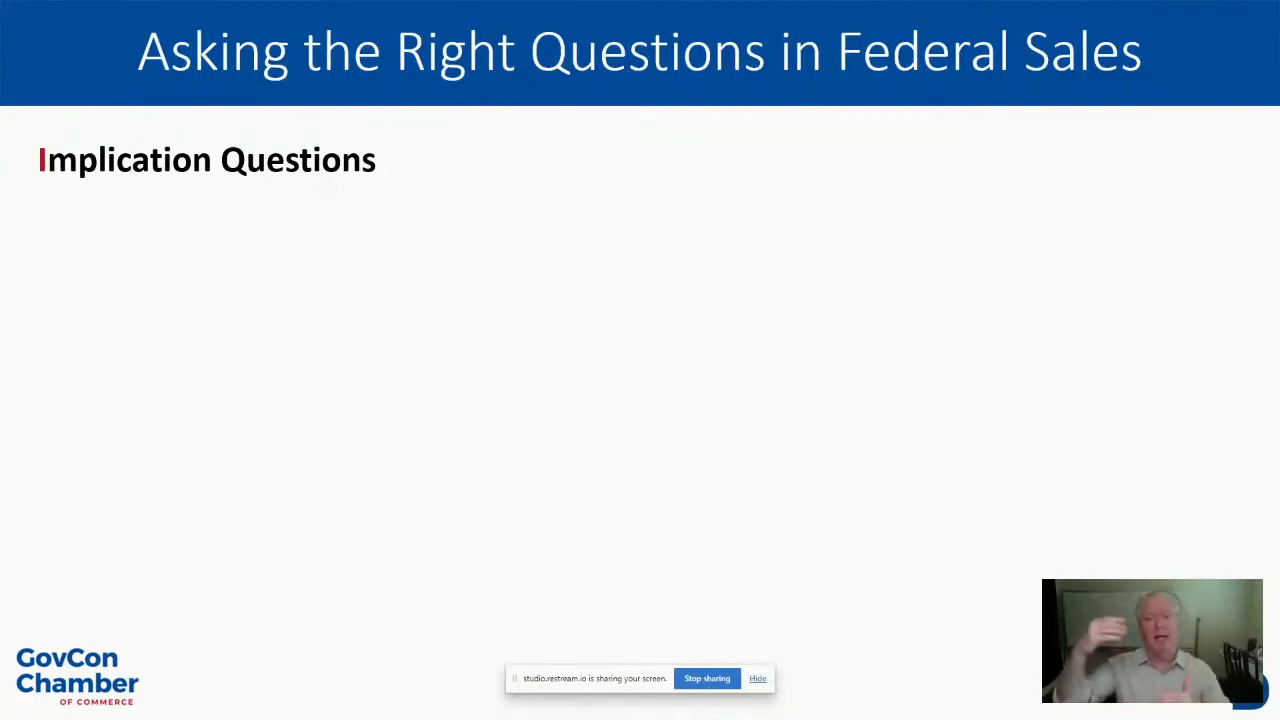 Asking the Right Questions in Federal Sales
Implication Questions
GovCon
Chamber
OF COMMERCE
studio.restream.io is sharing your screen.
Stop sharing
Hide